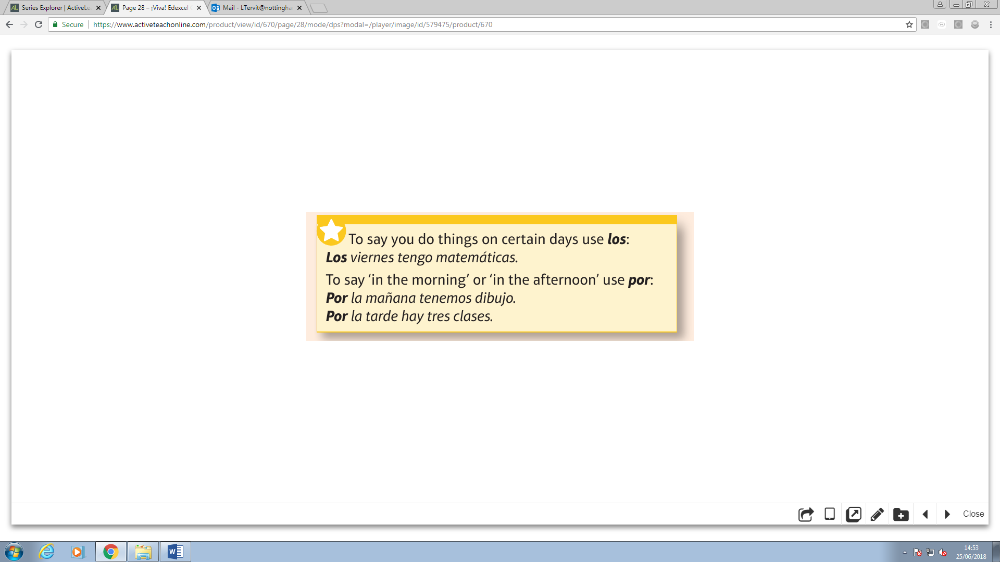 Series Explorer | ActiveLe
Page 28 – ¡Viva! Edexcel
Mail - LTervit@nottingha
Secure
https://www.activeteachonline.com/product/view/id/670/page/28/mode/dps?modal=/player/image/id/579475/product/670
To say you do things on certain days use los:
Los viernes tengo matemáticas.
To say ‘in the morning’ or ‘in the afternoon’ use por:
Por la mañana tenemos dibujo.
Por la tarde hay tres clases.
Close
14:53
25/06/2018